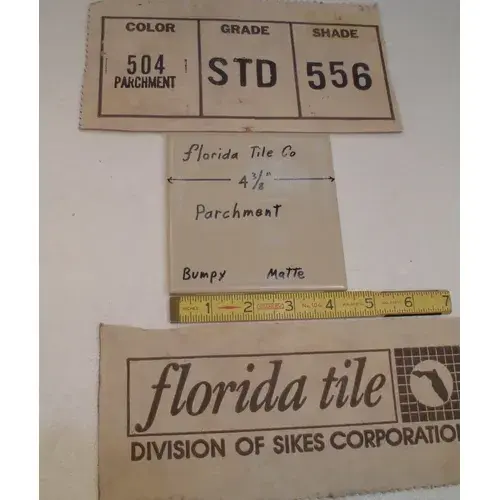 COLOR GRADE SHADE
504 STD 556
PARCHMENT
florida Tile Co
4 3/8"
Parchment
Bumpy Matte
1 2 3 4 5 6 7
florida tile
DIVISION OF SIKES CORPORATIO